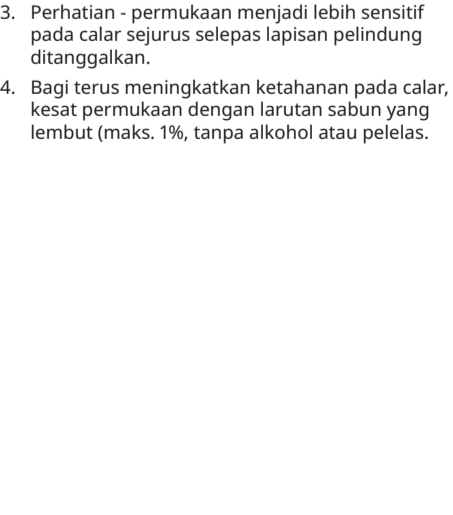 3. Perhatian - permukaan menjadi lebih sensitif
pada calar sejurus selepas lapisan pelindung
ditanggalkan.
4. Bagi terus meningkatkan ketahanan pada calar,
kesat permukaan dengan larutan sabun yang
lembut (maks. 1%, tanpa alkohol atau pelelas.